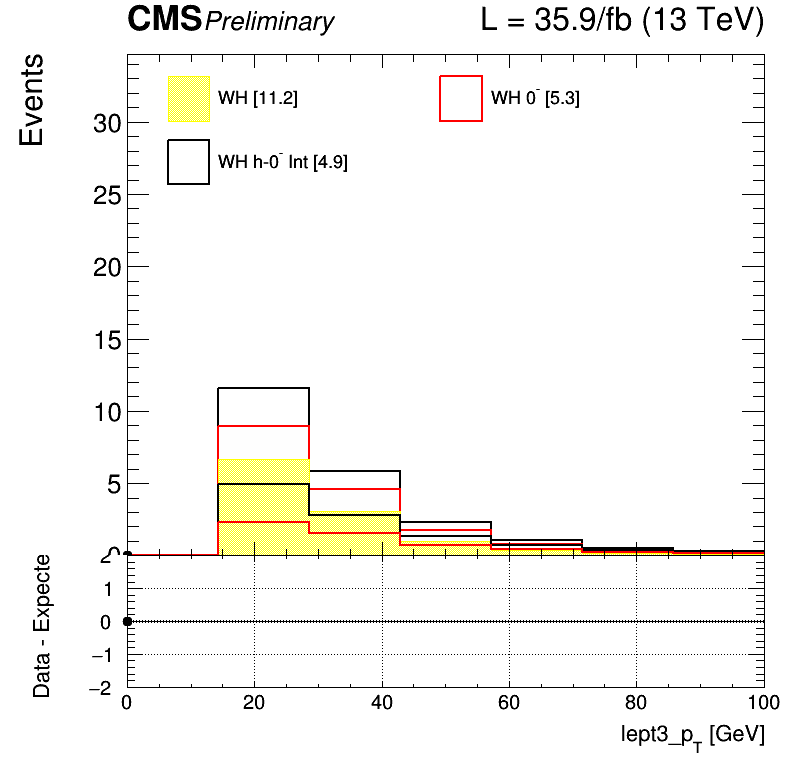 CMS Preliminary L = 35.9/fb (13 TeV)
Events
WH [11.2]
WH 0⁻ [5.3]
WH h-0⁻ Int [4.9]
30
25
20
15
10
5
0
Data - Expecte
2
1
0
−1
−2
0 20 40 60 80 100
lept3_p_T [GeV]